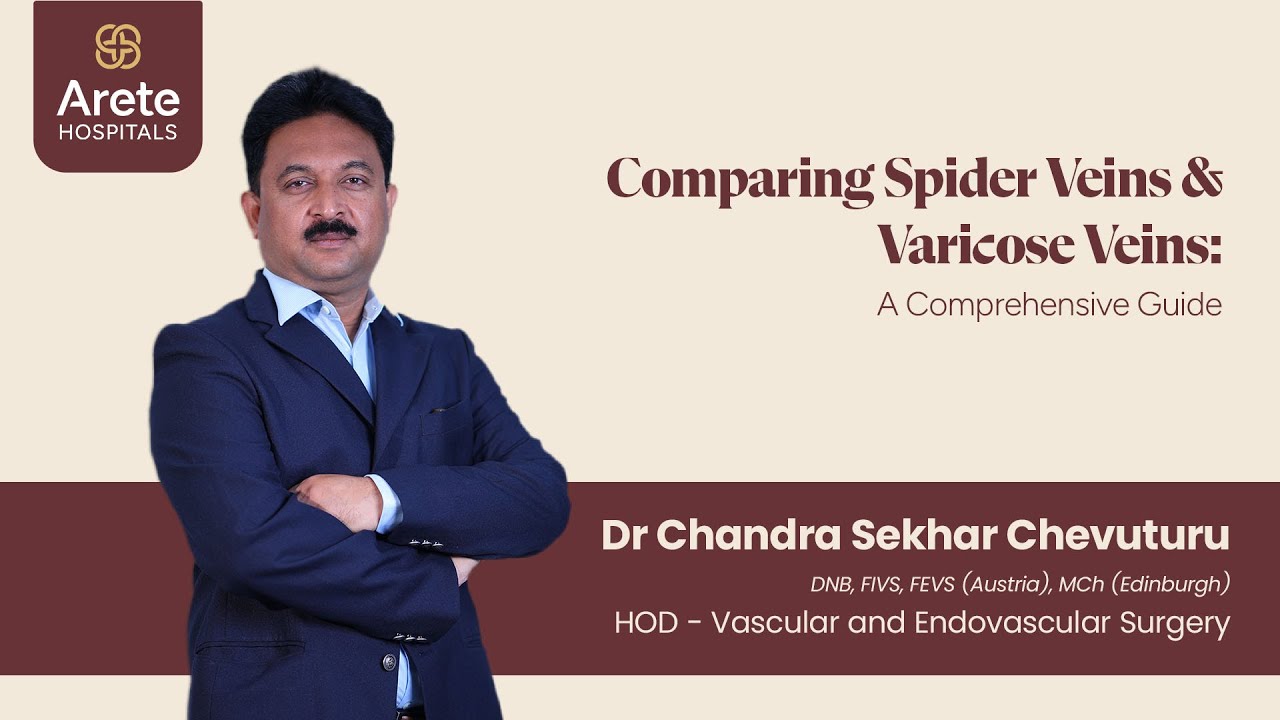 Arete
HOSPITALS
Comparing Spider Veins &
Varicose Veins:
A Comprehensive Guide
Dr Chandra Sekhar Chevuturu
DNB, FIVS, FEVS (Austria), MCh (Edinburgh)
HOD - Vascular and Endovascular Surgery